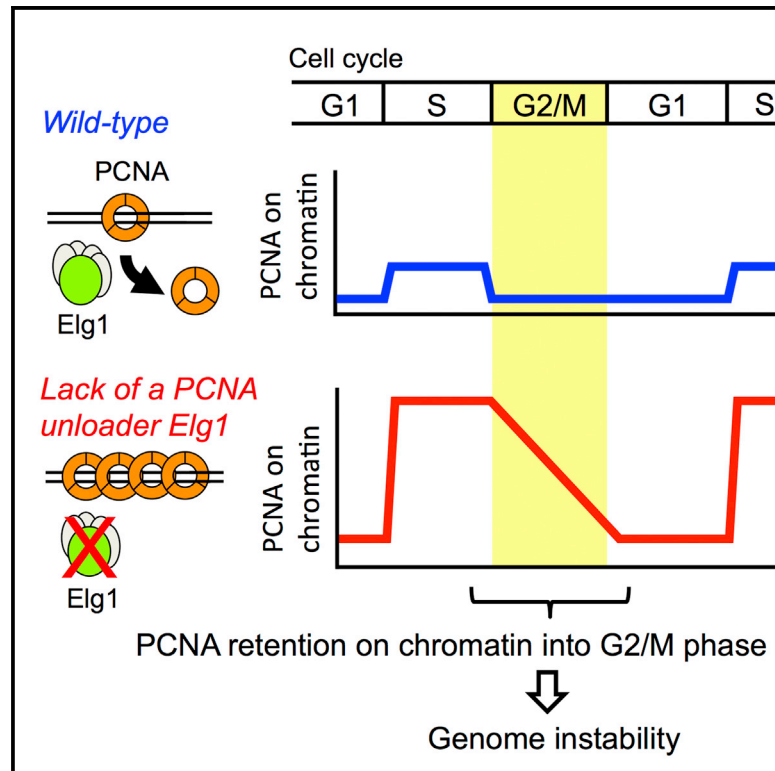 Cell cycle
G1 S G2/M G1 S
Wild-type
PCNA
Elg1
PCNA on
chromatin
Lack of a PCNA
unloader Elg1
Elg1
PCNA on
chromatin
PCNA retention on chromatin into G2/M phase
Genome instability